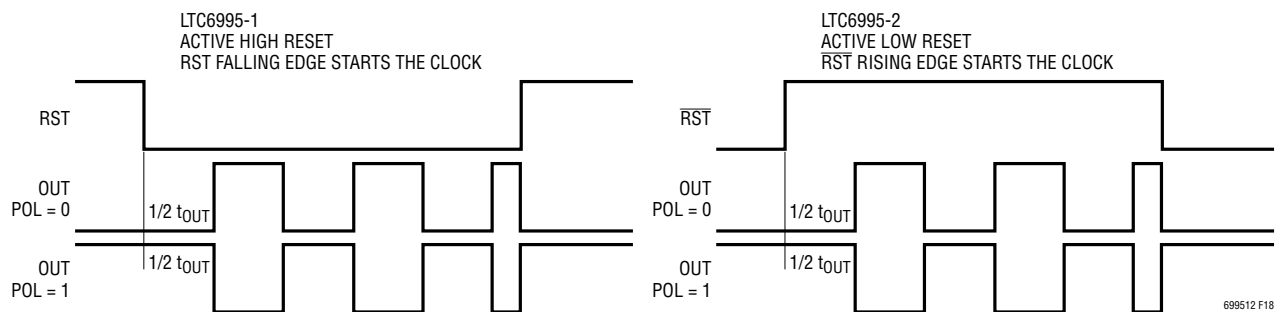 LTC6995-1
ACTIVE HIGH RESET
RST FALLING EDGE STARTS THE CLOCK
RST
OUT
POL = 0
1/2 tOUT
1/2 tOUT
OUT
POL = 1
LTC6995-2
ACTIVE LOW RESET
RST RISING EDGE STARTS THE CLOCK
RST
OUT
POL = 0
1/2 tOUT
1/2 tOUT
OUT
POL = 1
699512 F18